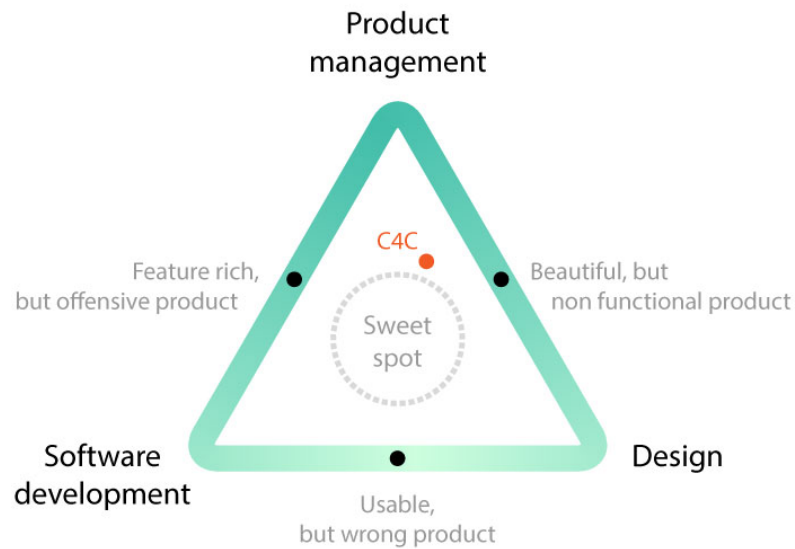 Product
management
C4C
Feature rich,
but offensive product
Beautiful, but
non functional product
Sweet
spot
Software
development
Design
Usable,
but wrong product